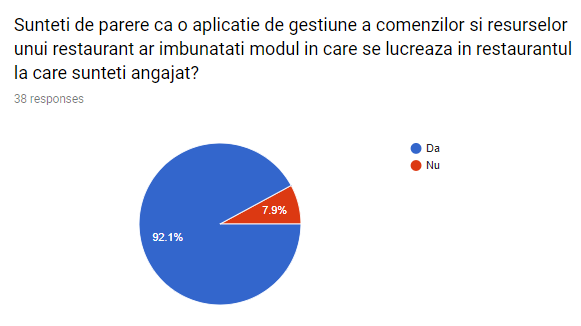 Sunteti de parere ca o aplicatie de gestiune a comenzilor si resurselor
unui restaurant ar imbunatati modul in care se lucreaza in restaurantul
la care sunteti angajat?
38 responses
Da
Nu
7.9%
92.1%